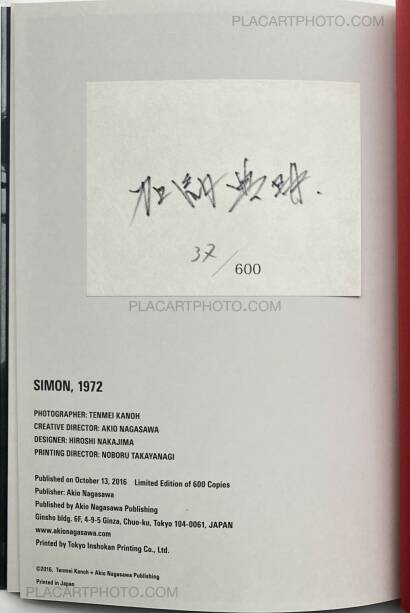 PLACARTPHOTO.COM
加納典明.
37/600
PLACARTPHOTO.COM
SIMON, 1972
PHOTOGRAPHER: TENMEI KANOH
CREATIVE DIRECTOR: AKIO NAGASAWA
DESIGNER: HIROSHI NAKAJIMA
PRINTING DIRECTOR: NOBORU TAKAYANAGI
Published on October 13, 2016 Limited Edition of 600 Copies
Publisher: Akio Nagasawa
Published by Akio Nagasawa Publishing
Ginsho bldg. 6F, 4-9-5 Ginza, Chuo-ku, Tokyo 104-0061, JAPAN
www.akionagasawa.com
Printed by Tokyo Inshokan Printing Co., Ltd.
©2016, Tenmei Kanoh + Akio Nagasawa Publishing
Printed in Japan
PLACARTPHOTO.COM